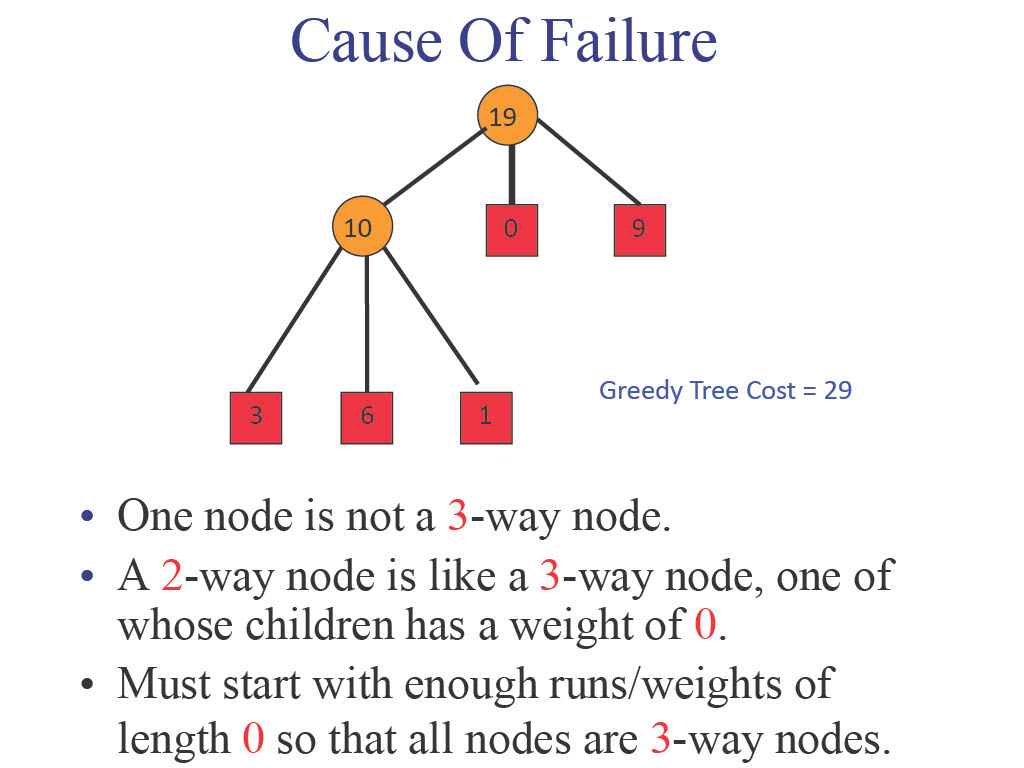 Cause Of Failure
19
10
0
9
3
6
1
Greedy Tree Cost = 29
• One node is not a 3-way node.
• A 2-way node is like a 3-way node, one of
whose children has a weight of 0.
• Must start with enough runs/weights of
length 0 so that all nodes are 3-way nodes.